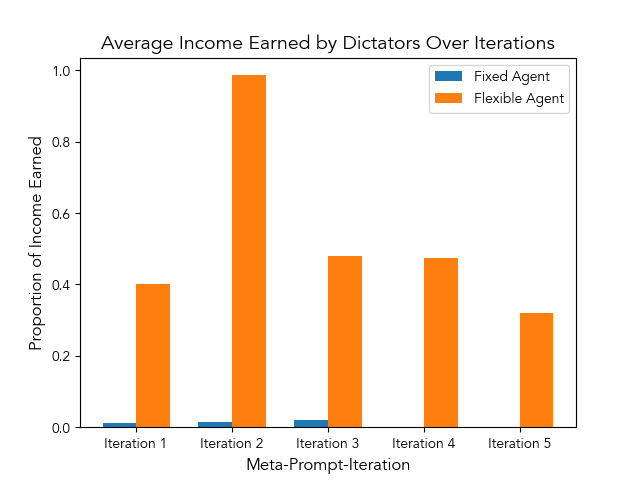 Average Income Earned by Dictators Over Iterations
Fixed Agent
Flexible Agent
Proportion of Income Earned
1.0
0.8
0.6
0.4
0.2
0.0
Iteration 1 Iteration 2 Iteration 3 Iteration 4 Iteration 5
Meta-Prompt-Iteration